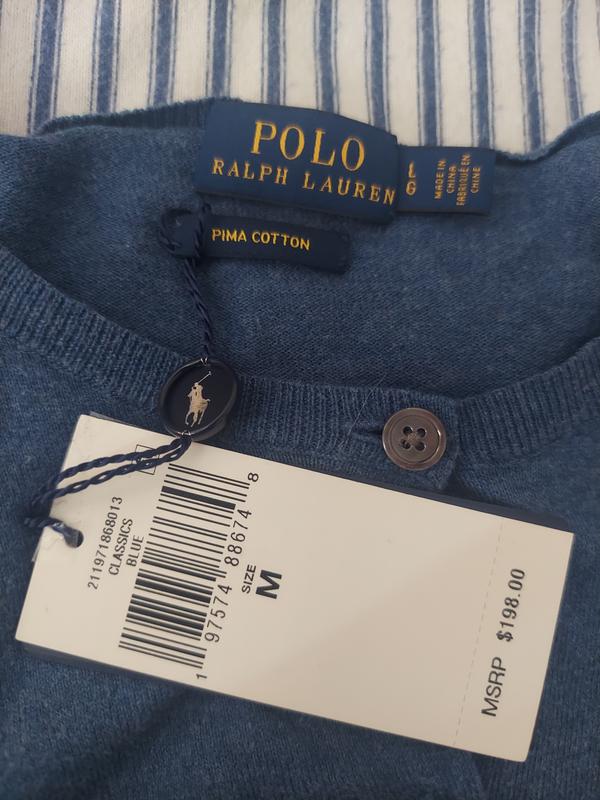 POLO
RALPH LAUREN
L
G
MADE IN
CHINA
FABRIQUÉ EN
CHINE
PIMA COTTON
211971868013
CLASSICS
BLUE
1 97574 88674 8
SIZE
M
MSRP $198.00